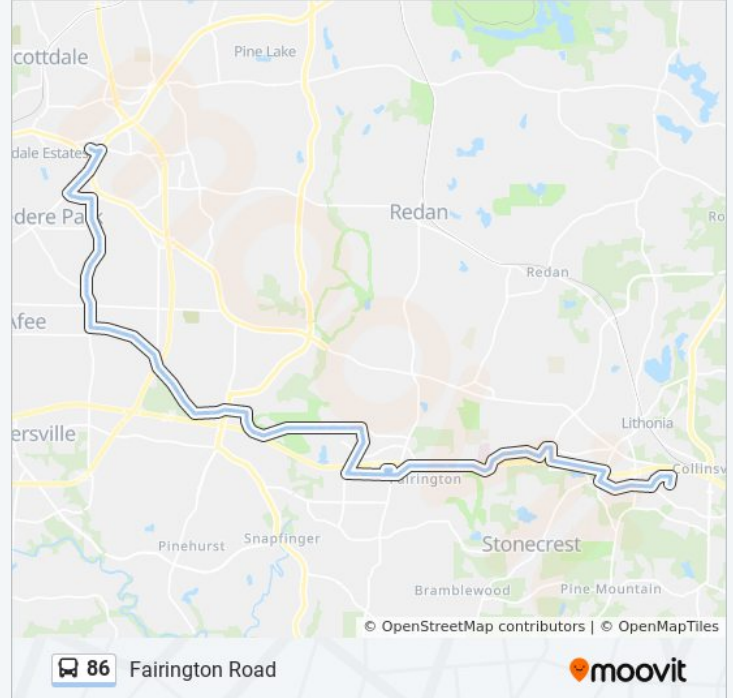 cottdale
Pine Lake
dale Estates
dere Park
Redan
Ro
Redan
Afee
Lithonia
ersville
Collinsv
Fairington
Stonecrest
Snapfinger
Pinehurst
Bramblewood
Pine Mountain
© OpenStreetMap contributors | © OpenMapTiles
86 Fairington Road
moovit